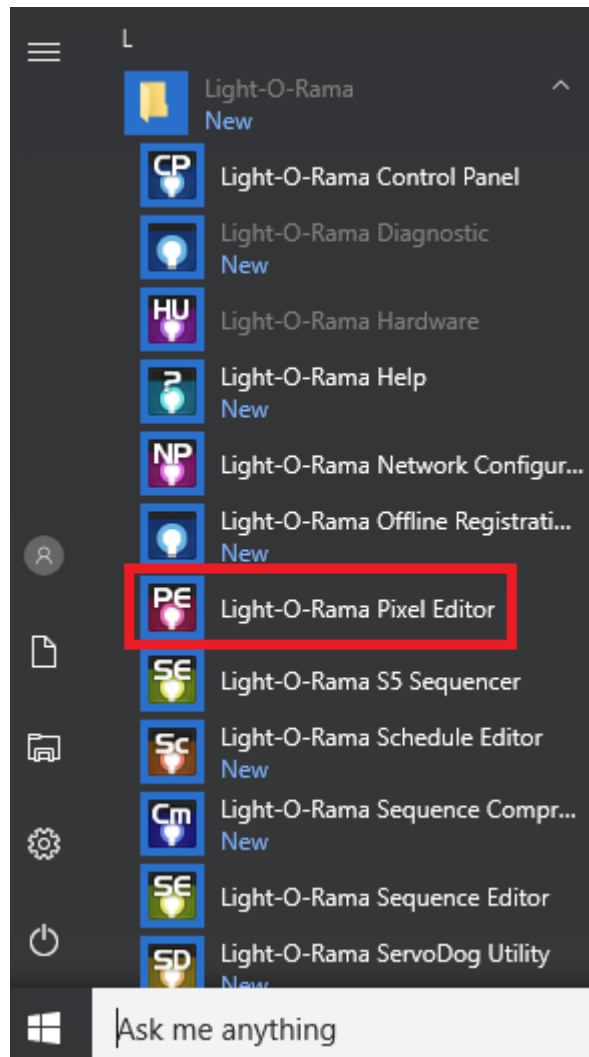 L
Light-O-Rama
New
CP
Light-O-Rama Control Panel
Light-O-Rama Diagnostic
New
HU
Light-O-Rama Hardware
?
Light-O-Rama Help
New
NP
Light-O-Rama Network Configur...
Light-O-Rama Offline Registrati...
New
PE
Light-O-Rama Pixel Editor
SE
Light-O-Rama S5 Sequencer
Sc
Light-O-Rama Schedule Editor
New
Cm
Light-O-Rama Sequence Compr...
New
SE
Light-O-Rama Sequence Editor
SD
Light-O-Rama ServoDog Utility
New
Ask me anything